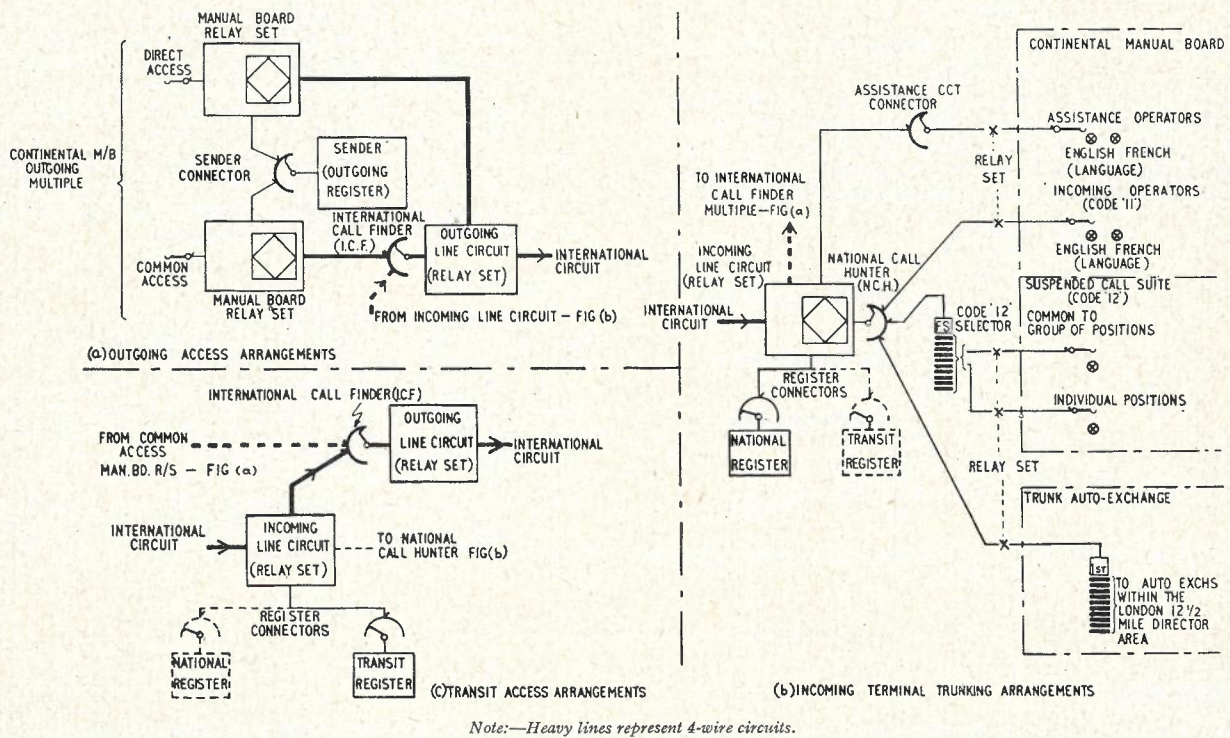 MANUAL BOARD
RELAY SET
DIRECT
ACCESS
CONTINENTAL M/B
OUTGOING
MULTIPLE
SENDER
CONNECTOR
SENDER
(OUTGOING
REGISTER)
INTERNATIONAL
CALL FINDER
(I.C.F.)
OUTGOING
LINE CIRCUIT
(RELAY SET)
INTERNATIONAL
CIRCUIT
COMMON
ACCESS
MANUAL BOARD
RELAY SET
FROM INCOMING LINE CIRCUIT – FIG (b)
(a) OUTGOING ACCESS ARRANGEMENTS
INTERNATIONAL CALL FINDER (I.C.F)
FROM COMMON
ACCESS
MAN. BD. R/S – FIG (a)
OUTGOING
LINE CIRCUIT
(RELAY SET)
INTERNATIONAL
CIRCUIT
INTERNATIONAL
CIRCUIT
INCOMING
LINE CIRCUIT
(RELAY SET)
TO NATIONAL
CALL HUNTER FIG(b)
REGISTER
CONNECTORS
NATIONAL
REGISTER
TRANSIT
REGISTER
(C) TRANSIT ACCESS ARRANGEMENTS
CONTINENTAL MANUAL BOARD
ASSISTANCE CCT
CONNECTOR
ASSISTANCE OPERATORS
ENGLISH FRENCH
(LANGUAGE)
RELAY
SET
INCOMING OPERATORS
(CODE '11')
ENGLISH FRENCH
(LANGUAGE)
TO INTERNATIONAL
CALL FINDER
MULTIPLE—FIG (a)
INCOMING
LINE CIRCUIT
(RELAY SET)
INTERNATIONAL
CIRCUIT
NATIONAL CALL
HUNTER
(N.C.H.)
SUSPENDED CALL SUITE
(CODE '12')
CODE '12'
SELECTOR
FS
COMMON TO
GROUP OF POSITIONS
INDIVIDUAL POSITIONS
REGISTER
CONNECTORS
NATIONAL
REGISTER
TRANSIT
REGISTER
RELAY SET
TRUNK AUTO-EXCHANGE
1ST
TO AUTO EXCHS
WITHIN THE
LONDON 12½
MILE DIRECTOR
AREA
(b) INCOMING TERMINAL TRUNKING ARRANGEMENTS
Note:—Heavy lines represent 4-wire circuits.